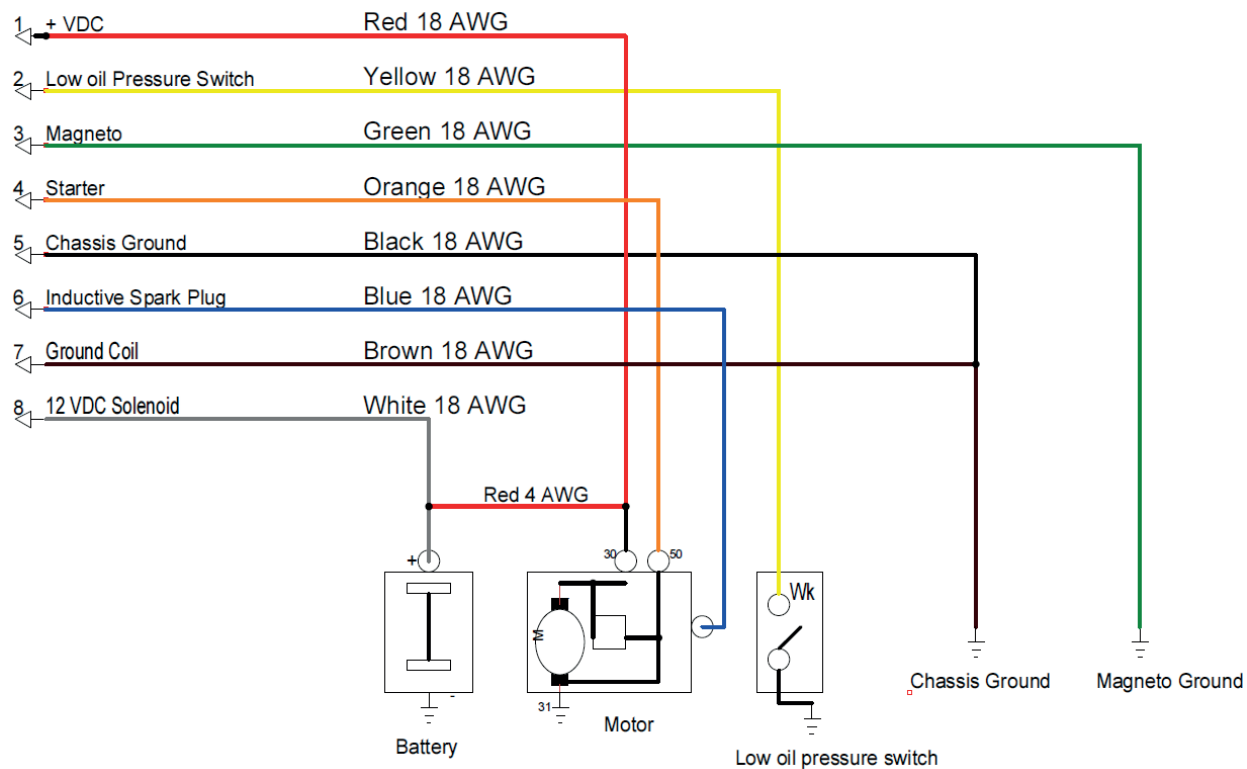 1 + VDC Red 18 AWG
2 Low oil Pressure Switch Yellow 18 AWG
3 Magneto Green 18 AWG
4 Starter Orange 18 AWG
5 Chassis Ground Black 18 AWG
6 Inductive Spark Plug Blue 18 AWG
7 Ground Coil Brown 18 AWG
8 12 VDC Solenoid White 18 AWG
Red 4 AWG
+ 30 50
Wk
M
- 31
Chassis Ground Magneto Ground
Motor
Battery
Low oil pressure switch